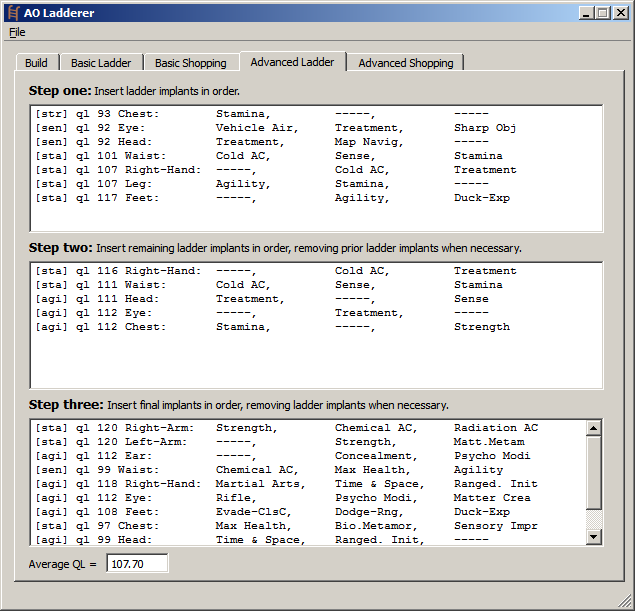 AO Ladderer
File
Build Basic Ladder Basic Shopping Advanced Ladder Advanced Shopping
Step one: Insert ladder implants in order.
[str] ql 93 Chest: Stamina, -----, -----
[sen] ql 92 Eye: Vehicle Air, Treatment, Sharp Obj
[sen] ql 92 Head: Treatment, Map Navig, -----
[sta] ql 101 Waist: Cold AC, Sense, Stamina
[sta] ql 107 Right-Hand: -----, Cold AC, Treatment
[sta] ql 107 Leg: Agility, Stamina, -----
[sta] ql 117 Feet: -----, Agility, Duck-Exp
Step two: Insert remaining ladder implants in order, removing prior ladder implants when necessary.
[sta] ql 116 Right-Hand: -----, Cold AC, Treatment
[sta] ql 111 Waist: Cold AC, Sense, Stamina
[agi] ql 111 Head: Treatment, -----, Sense
[agi] ql 112 Eye: -----, Treatment, -----
[agi] ql 112 Chest: Stamina, -----, Strength
Step three: Insert final implants in order, removing ladder implants when necessary.
[sta] ql 120 Right-Arm: Strength, Chemical AC, Radiation AC
[sta] ql 120 Left-Arm: -----, Strength, Matt.Metam
[agi] ql 112 Ear: -----, Concealment, Psycho Modi
[sen] ql 99 Waist: Chemical AC, Max Health, Agility
[agi] ql 118 Right-Hand: Martial Arts, Time & Space, Ranged. Init
[agi] ql 112 Eye: Rifle, Psycho Modi, Matter Crea
[agi] ql 108 Feet: Evade-ClsC, Dodge-Rng, Duck-Exp
[sta] ql 97 Chest: Max Health, Bio.Metamor, Sensory Impr
[agi] ql 99 Head: Time & Space, Ranged. Init, -----
Average QL = 107.70